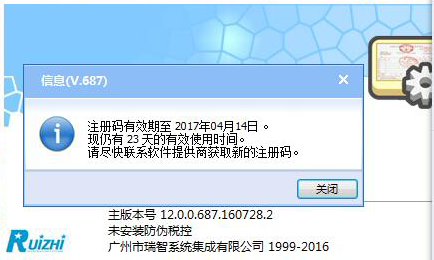 信息(V.687)
注册码有效期至 2017年04月14日 。
现仍有 23 天的有效使用时间。
请尽快联系软件提供商获取新的注册码。
关闭
主版本号 12.0.0.687.160728.2
未安装防伪税控
RUIZHI
广州市瑞智系统集成有限公司 1999-2016